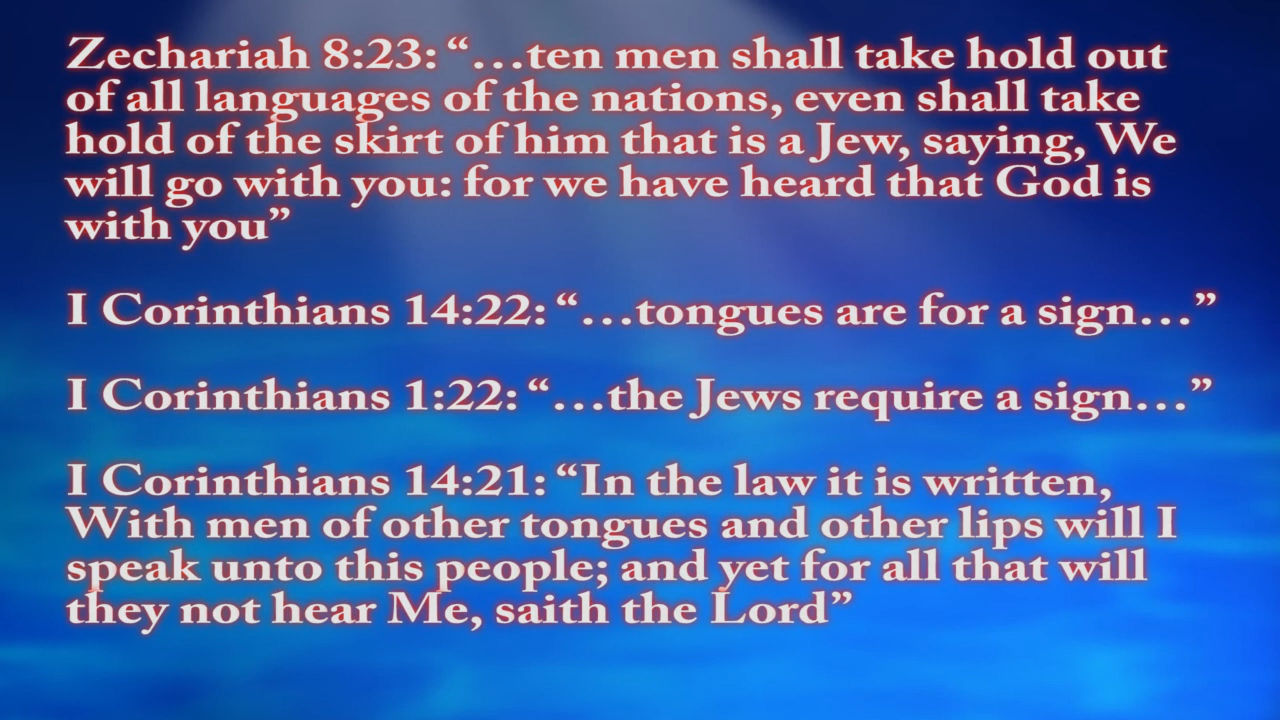 Zechariah 8:23: “…ten men shall take hold out
of all languages of the nations, even shall take
hold of the skirt of him that is a Jew, saying, We
will go with you: for we have heard that God is
with you”
I Corinthians 14:22: “…tongues are for a sign…”
I Corinthians 1:22: “…the Jews require a sign…”
I Corinthians 14:21: “In the law it is written,
With men of other tongues and other lips will I
speak unto this people; and yet for all that will
they not hear Me, saith the Lord”